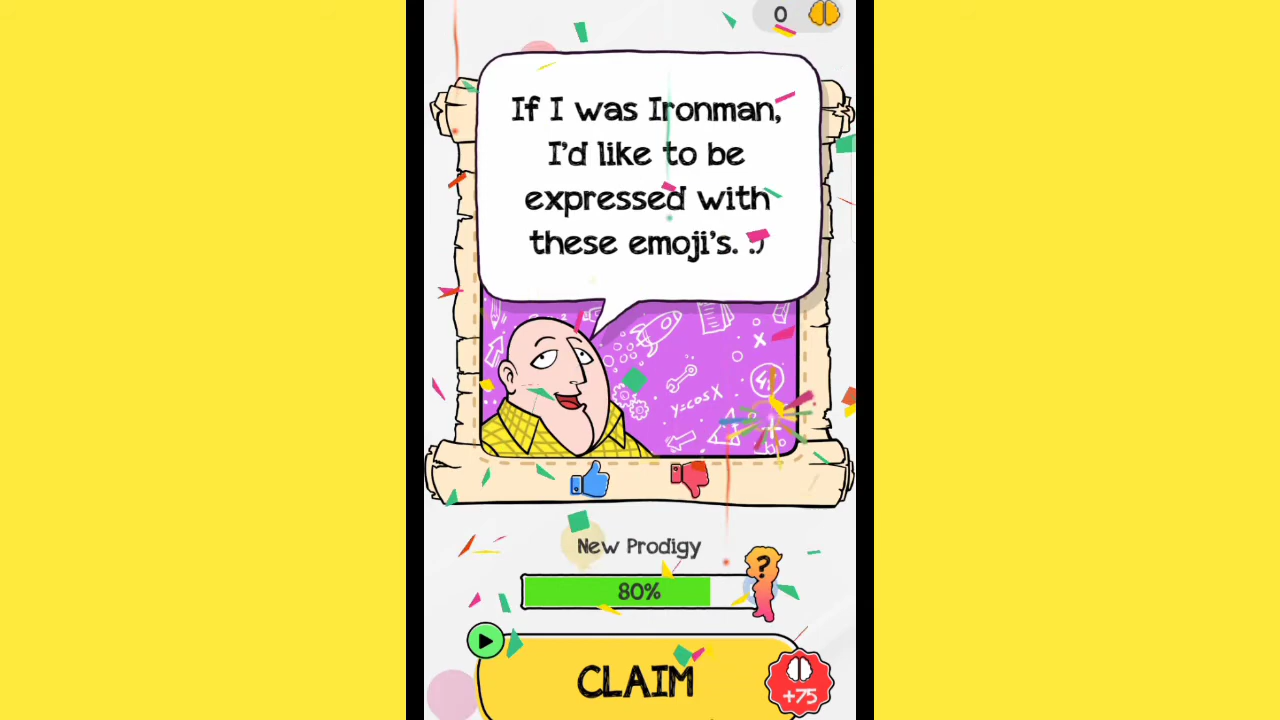 0
If I was Ironman,
I'd like to be
expressed with
these emoji's. :)
x
y=cosx
New Prodigy
?
80%
CLAIM
+75